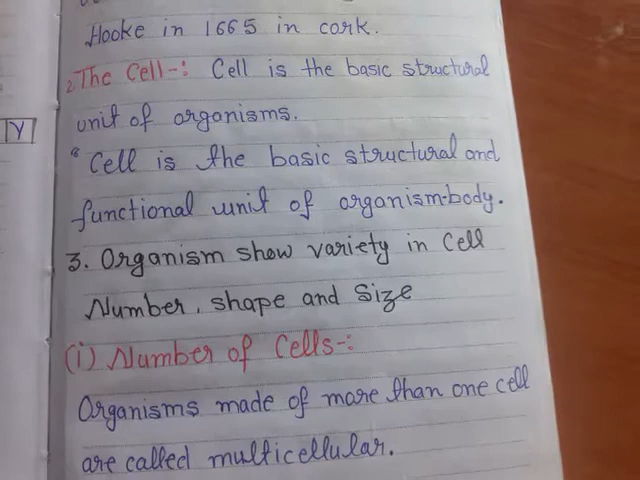 Hooke in 1665 in cork.
2 The Cell-: Cell is the basic structural
unit of organisms.
"Cell is the basic structural and
functional unit of organism-body.
3. Organism show variety in Cell
Number, shape and Size
(i) Number of Cells-:
Organisms made of more than one cell
are called multicellular.
Y